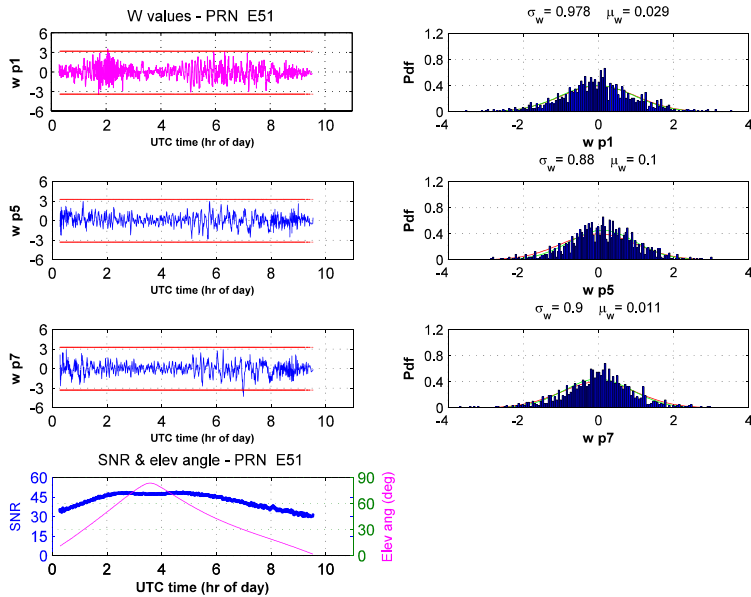 W values - PRN E51
w p1
6
3
0
−3
−6
0 2 4 6 8 10
UTC time (hr of day)
σw= 0.978 μw= 0.029
Pdf
1.2
0.8
0.4
0
−4 −2 0 2 4
w p1
w p5
6
3
0
−3
−6
0 2 4 6 8 10
UTC time (hr of day)
σw= 0.88 μw= 0.1
Pdf
1.2
0.8
0.4
0
−4 −2 0 2 4
w p5
w p7
6
3
0
−3
−6
0 2 4 6 8 10
UTC time (hr of day)
σw= 0.9 μw= 0.011
Pdf
1.2
0.8
0.4
0
−4 −2 0 2 4
w p7
SNR & elev angle - PRN E51
SNR
60
45
30
15
0
90
60
30
0
Elev ang (deg)
0 2 4 6 8 10
UTC time (hr of day)